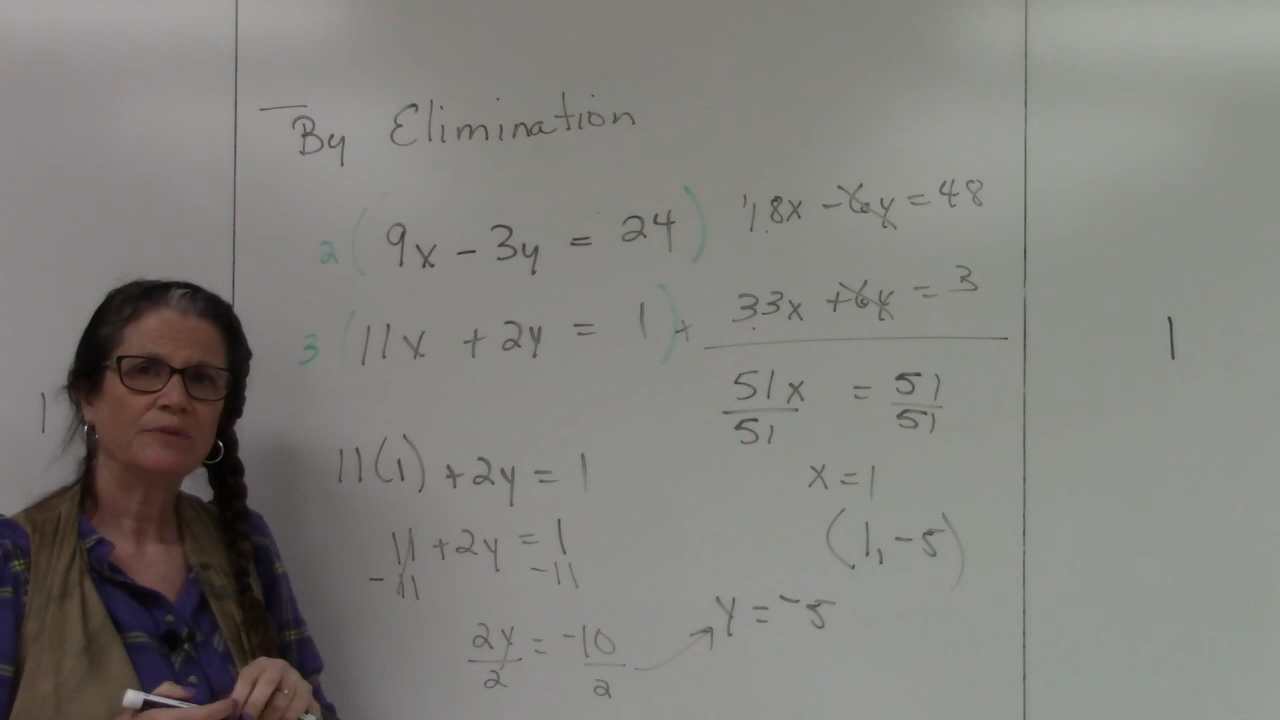 By Elimination
2(9x - 3y = 24)
3(11x + 2y = 1)
18x - 6y = 48
+ 33x + 6y = 3
51x = 51
51 51
x = 1
(1, -5)
11(1) + 2y = 1
11 + 2y = 1
-11 -11
2y = -10
2 2
y = -5